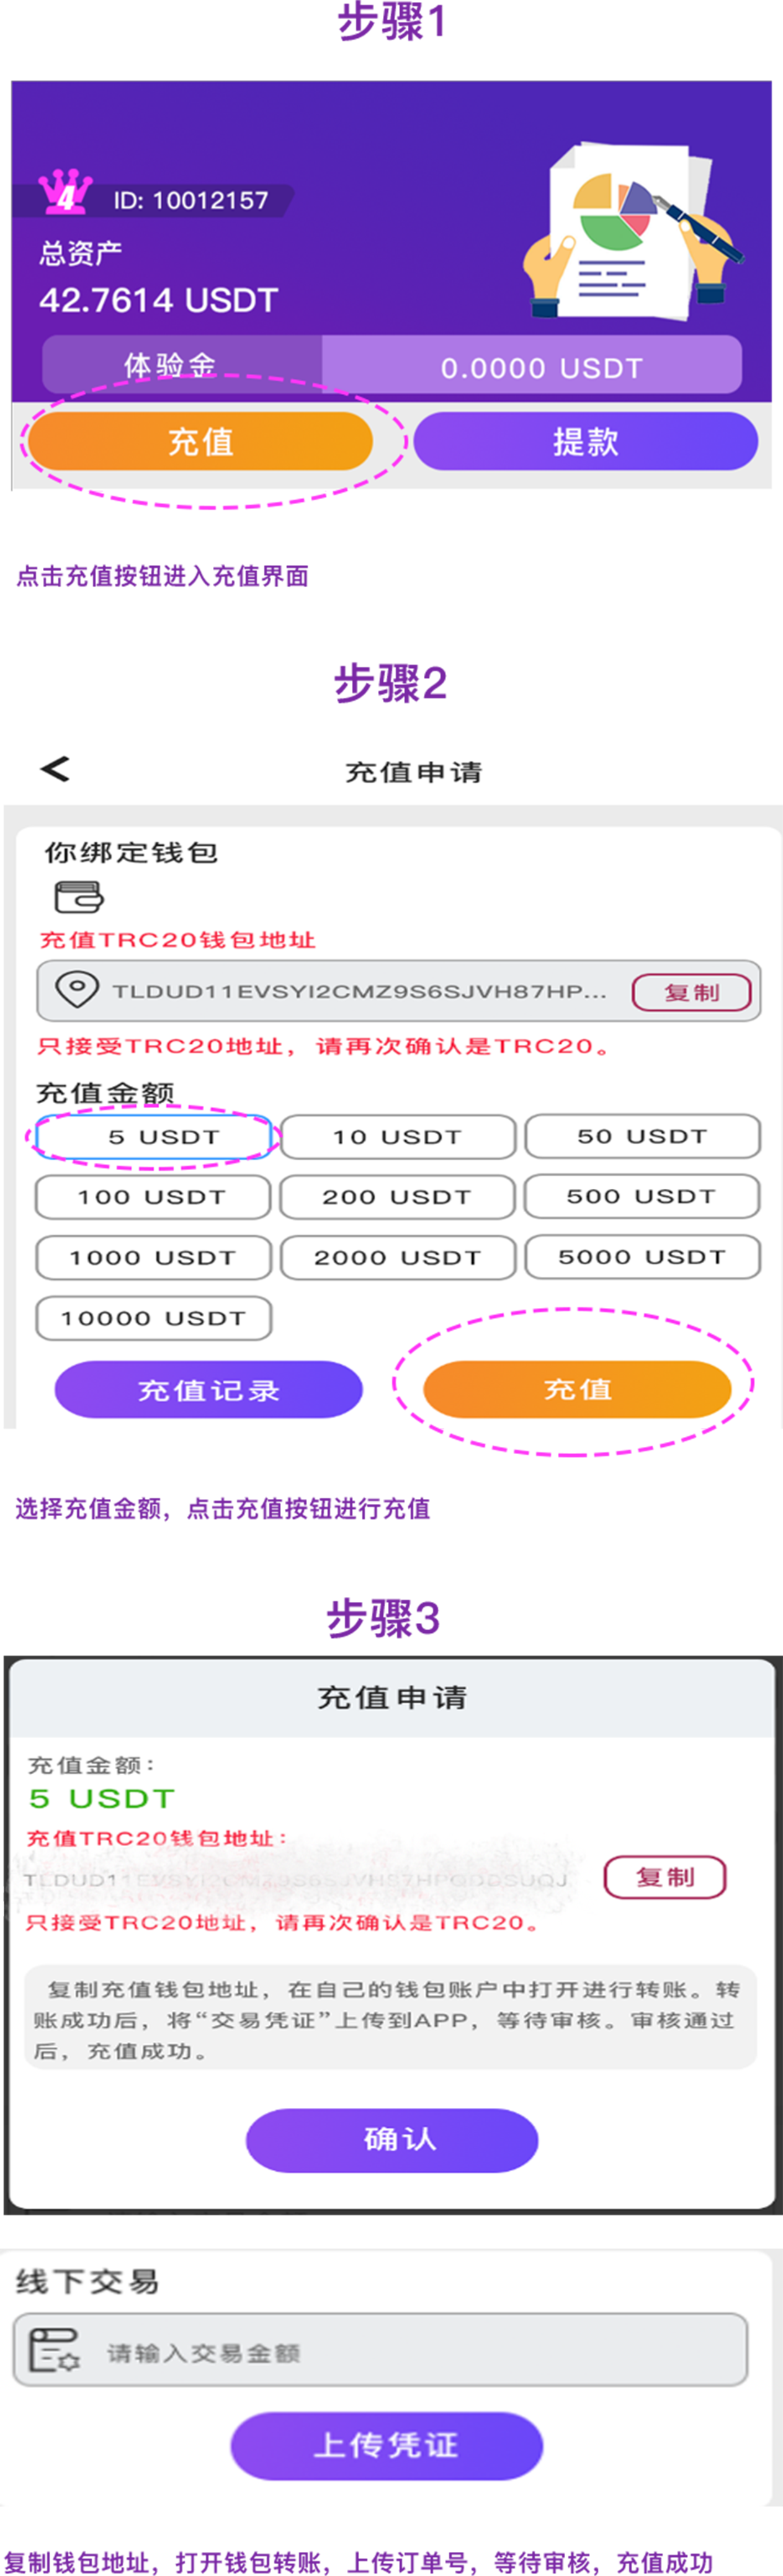 步骤1
4
ID: 10012157
总资产
42.7614 USDT
体验金
0.0000 USDT
充值
提款
点击充值按钮进入充值界面
步骤2
充值申请
你绑定钱包
充值TRC20钱包地址
TLDUD11EVSYI2CMZ9S6SJVH87HP...
复制
只接受TRC20地址，请再次确认是TRC20。
充值金额
5 USDT
10 USDT
50 USDT
100 USDT
200 USDT
500 USDT
1000 USDT
2000 USDT
5000 USDT
10000 USDT
充值记录
充值
选择充值金额，点击充值按钮进行充值
步骤3
充值申请
充值金额：
5 USDT
充值TRC20钱包地址：
复制
只接受TRC20地址，请再次确认是TRC20。
复制充值钱包地址，在自己的钱包账户中打开进行转账。转
账成功后，将“交易凭证”上传到APP，等待审核。审核通过
后，充值成功。
确认
线下交易
请输入交易金额
上传凭证
复制钱包地址，打开钱包转账，上传订单号，等待审核，充值成功